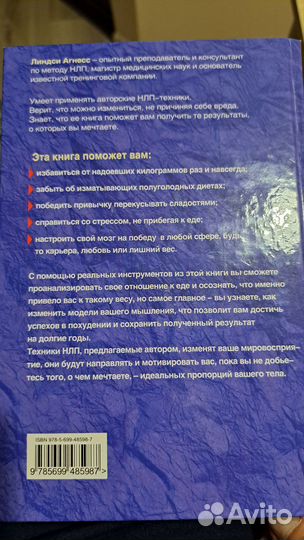 Линдси Агнесс – опытный преподаватель и консультант
по методу НЛП, магистр медицинских наук и основатель
известной тренинговой компании.
Умеет применять авторские НЛП–техники.
Верит, что можно измениться, не причиняя себе вреда.
Знает, что ее книга поможет вам получить те результаты,
о которых вы мечтаете.
Эта книга поможет вам:
избавиться от надоевших килограммов раз и навсегда;
забыть об изматывающих полуголодных диетах;
победить привычку перекусывать сладостями;
справиться со стрессом, не прибегая к еде;
настроить свой мозг на победу в любой сфере, будь
то карьера, любовь или лишний вес.
С помощью реальных инструментов из этой книги вы сможете
проанализировать свое отношение к еде и осознать, что именно
привело вас к такому весу, но самое главное – вы узнаете, как
изменить модели вашего мышления, что позволит вам достичь
успехов в похудении и сохранить полученный результат
на долгие годы.
Техники НЛП, предлагаемые автором, изменят ваше мировосприя-
тие, они будут направлять и мотивировать вас, пока вы не добье-
тесь того, о чем мечтаете, – идеальных пропорций вашего тела.
ISBN 978-5-699-48598-7
9 785699 485987 >
Avito